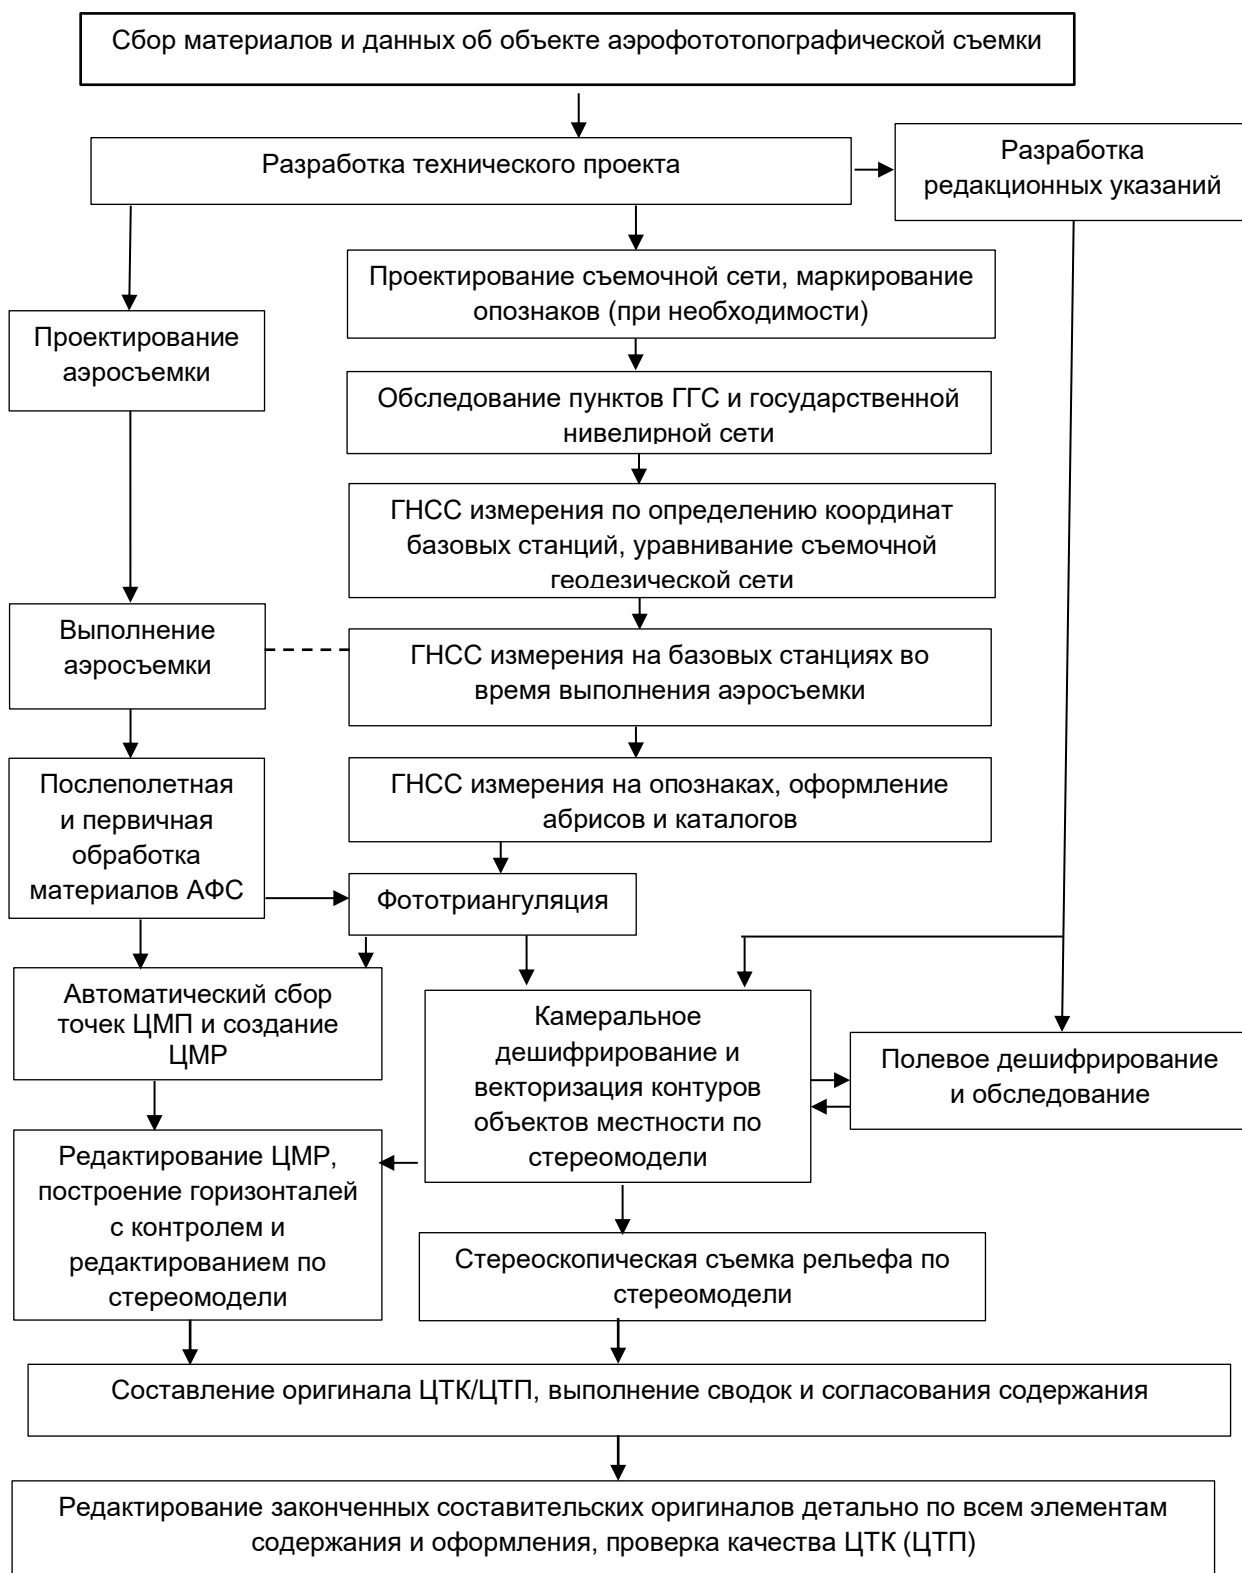 Сбор материалов и данных об объекте аэрофототопографической съемки
Разработка технического проекта
Разработка
редакционных указаний
Проектирование съемочной сети, маркирование
опознаков (при необходимости)
Проектирование
аэросъемки
Обследование пунктов ГГС и государственной
нивелирной сети
ГНСС измерения по определению координат
базовых станций, уравнивание съемочной
геодезической сети
Выполнение
аэросъемки
ГНСС измерения на базовых станциях во
время выполнения аэросъемки
Послеполетная
и первичная
обработка
материалов АФС
ГНСС измерения на опознаках, оформление
абрисов и каталогов
Фототриангуляция
Автоматический сбор
точек ЦМП и создание
ЦМР
Камеральное
дешифрирование и
векторизация контуров
объектов местности по
стереомодели
Полевое дешифрирование
и обследование
Редактирование ЦМР,
построение горизонталей
с контролем и
редактированием по
стереомодели
Стереоскопическая съемка рельефа по
стереомодели
Составление оригинала ЦТК/ЦТП, выполнение сводок и согласования содержания
Редактирование законченных составительских оригиналов детально по всем элементам
содержания и оформления, проверка качества ЦТК (ЦТП)